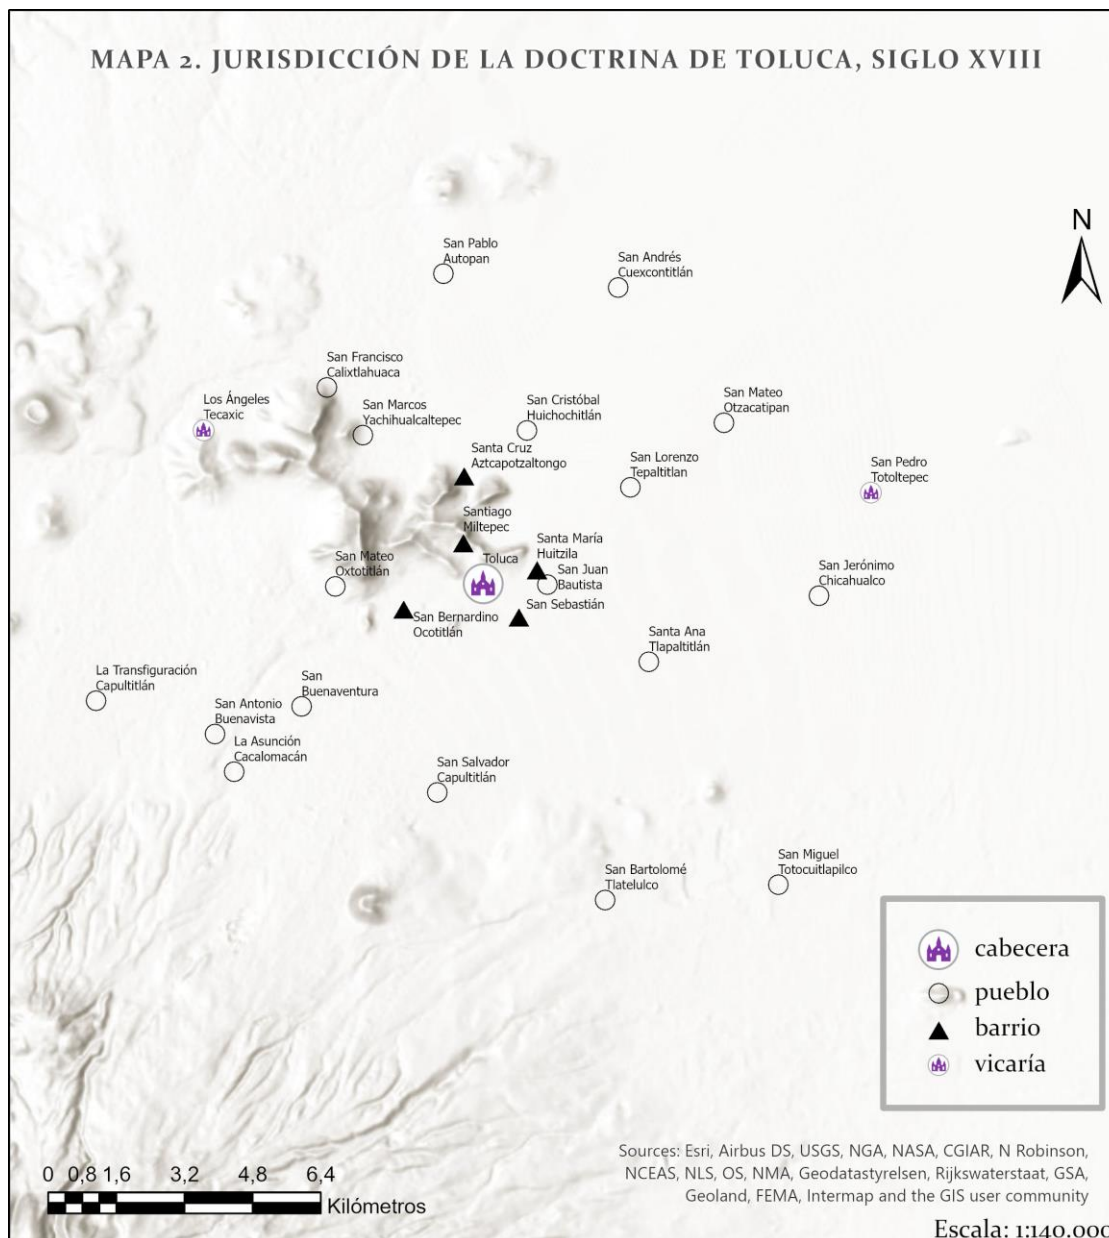 MAPA 2. JURISDICCIÓN DE LA DOCTRINA DE TOLUCA, SIGLO XVIII
N
San Pablo
Autopan
San Andrés
Cuexcontitlán
San Francisco
Calixtlahuaca
Los Ángeles
Tecaxic
San Marcos
Yachihualcaltepec
San Cristóbal
Huichochitlán
San Mateo
Otzacatipan
Santa Cruz
Aztcapotzaltongo
San Lorenzo
Tepaltitlan
San Pedro
Totoltepec
Santiago
Miltepec
Santa María
Huitzila
Toluca
San Juan
Bautista
San Mateo
Oxtotitlán
San Jerónimo
Chicahualco
San Bernardino
Ocotitlán
San Sebastián
Santa Ana
Tlapaltitlán
La Transfiguración
Capultitlán
San
Buenaventura
San Antonio
Buenavista
La Asunción
Cacalomacán
San Salvador
Capultitlán
San Bartolomé
Tlatelulco
San Miguel
Totocuitlapilco
cabecera
pueblo
barrio
vicaría
0 0,8 1,6 3,2 4,8 6,4
Kilómetros
Sources: Esri, Airbus DS, USGS, NGA, NASA, CGIAR, N Robinson,
NCEAS, NLS, OS, NMA, Geodatastyrelsen, Rijkswaterstaat, GSA,
Geoland, FEMA, Intermap and the GIS user community
Escala: 1:140.000